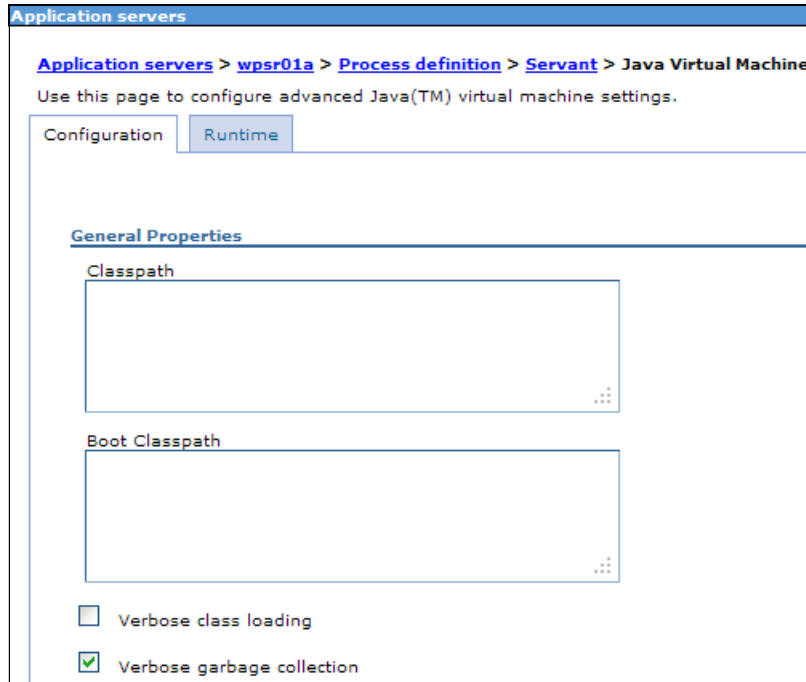 Application servers
Application servers > wpsr01a > Process definition > Servant > Java Virtual Machine
Use this page to configure advanced Java(TM) virtual machine settings.
Configuration
Runtime
General Properties
Classpath
Boot Classpath
Verbose class loading
Verbose garbage collection